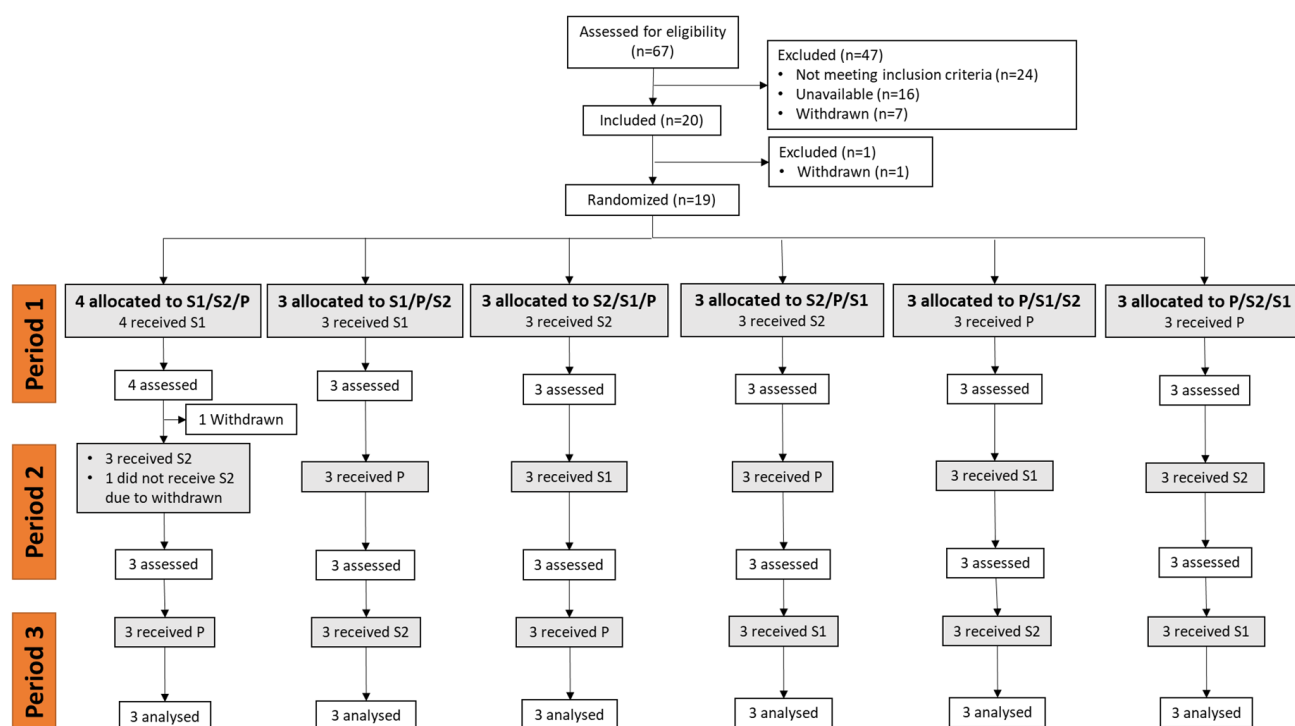 Assessed for eligibility
(n=67)
Excluded (n=47)
• Not meeting inclusion criteria (n=24)
• Unavailable (n=16)
• Withdrawn (n=7)
Included (n=20)
Excluded (n=1)
• Withdrawn (n=1)
Randomized (n=19)
Period 1
4 allocated to S1/S2/P
4 received S1
3 allocated to S1/P/S2
3 received S1
3 allocated to S2/S1/P
3 received S2
3 allocated to S2/P/S1
3 received S2
3 allocated to P/S1/S2
3 received P
3 allocated to P/S2/S1
3 received P
4 assessed
3 assessed
3 assessed
3 assessed
3 assessed
3 assessed
1 Withdrawn
Period 2
• 3 received S2
• 1 did not receive S2
due to withdrawn
3 received P
3 received S1
3 received P
3 received S1
3 received S2
3 assessed
3 assessed
3 assessed
3 assessed
3 assessed
3 assessed
Period 3
3 received P
3 received S2
3 received P
3 received S1
3 received S2
3 received S1
3 analysed
3 analysed
3 analysed
3 analysed
3 analysed
3 analysed